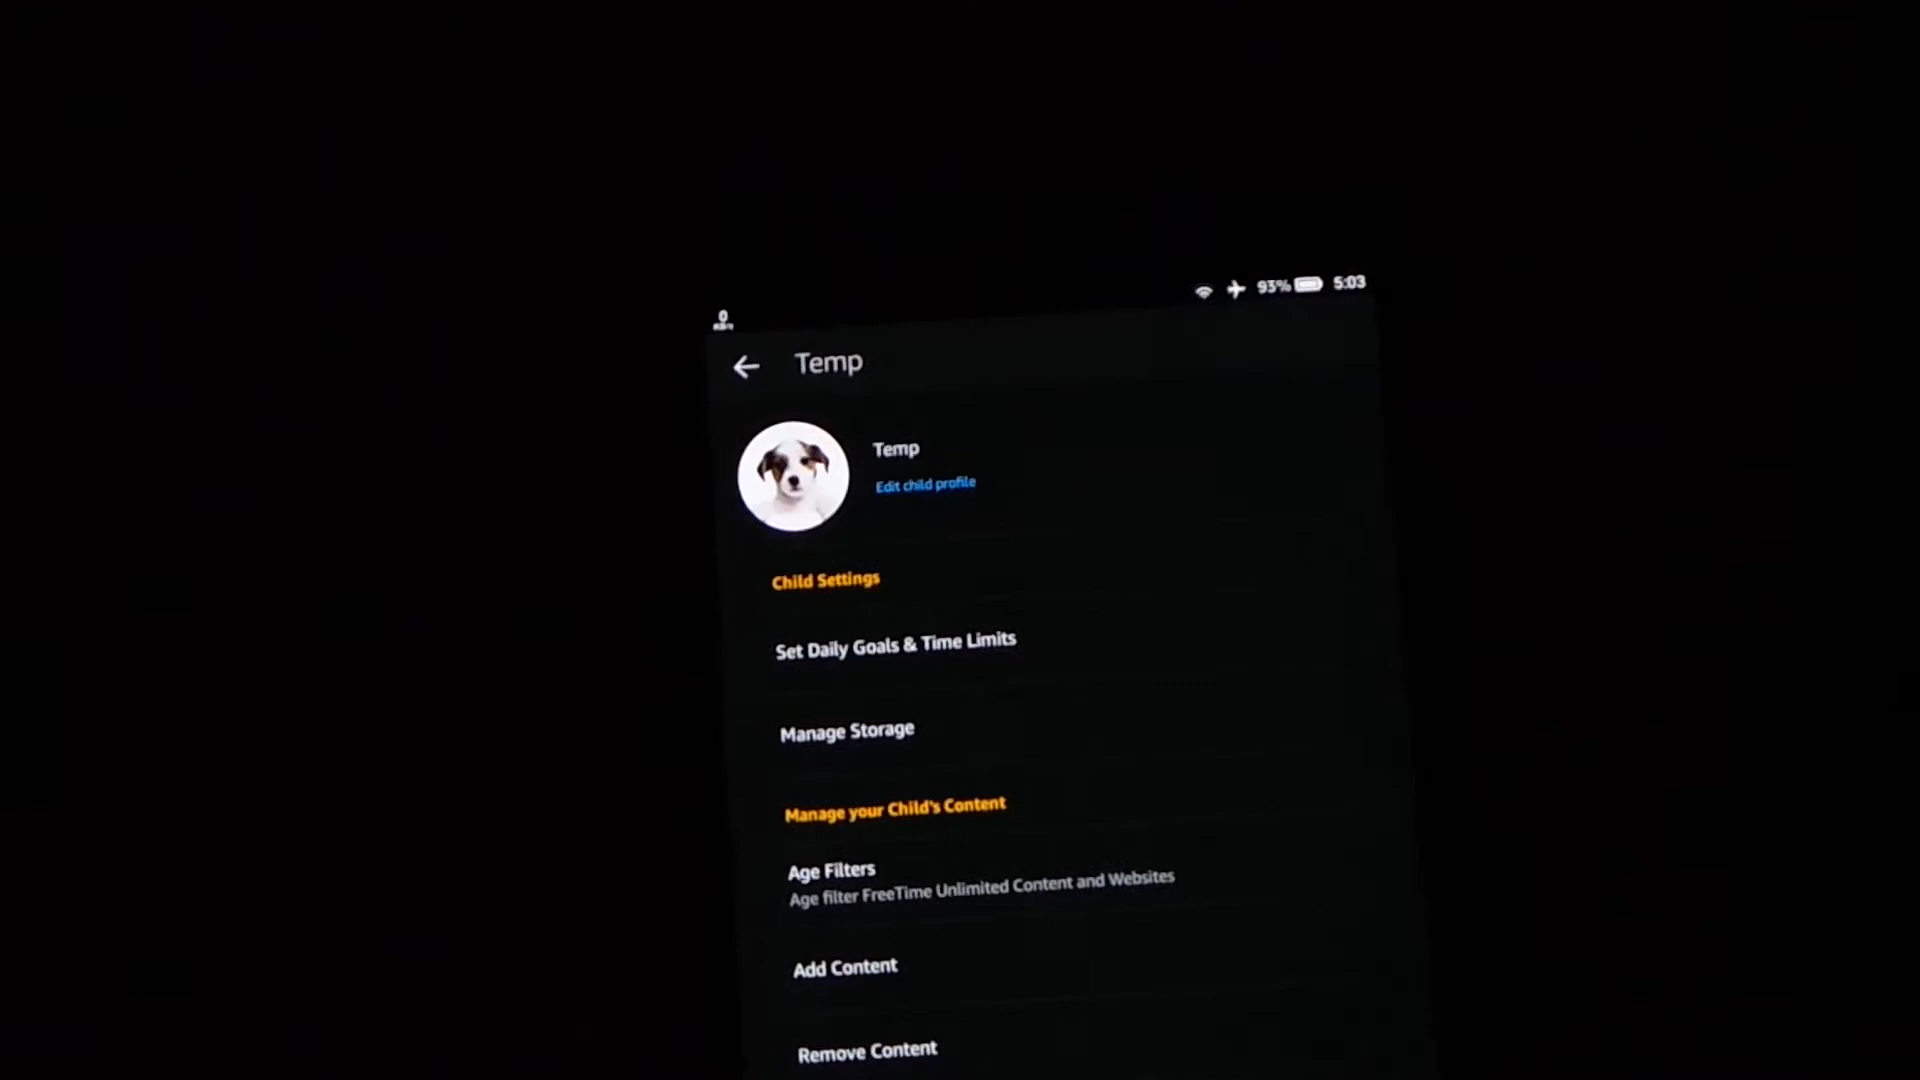 93% 5:03
0
Temp
Temp
Edit child profile
Child Settings
Set Daily Goals & Time Limits
Manage Storage
Manage your Child's Content
Age Filters
Age filter FreeTime Unlimited Content and Websites
Add Content
Remove Content